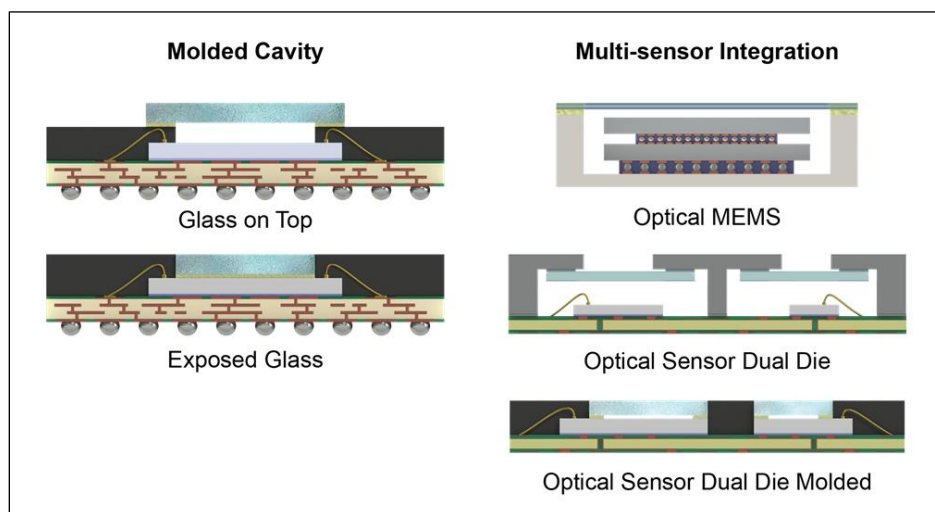 Molded Cavity
Glass on Top
Exposed Glass
Multi-sensor Integration
Optical MEMS
Optical Sensor Dual Die
Optical Sensor Dual Die Molded